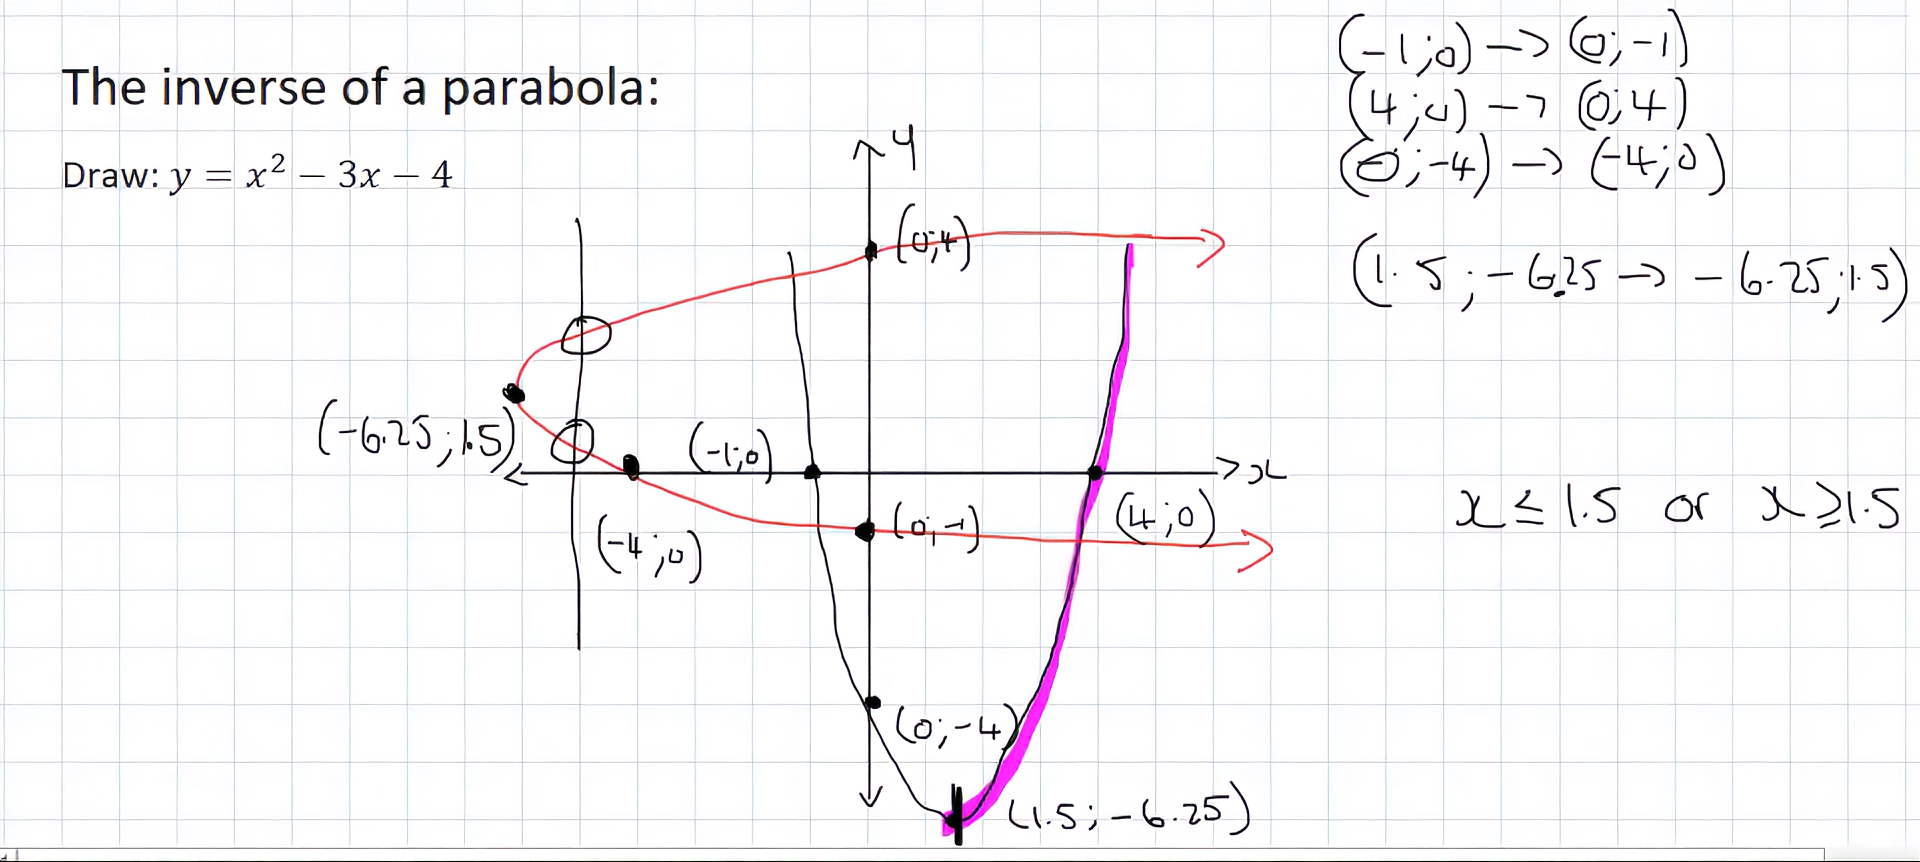 The inverse of a parabola:
Draw: y = x² − 3x − 4
(-1;0) -> (0;-1)
(4;0) -> (0;4)
(0;-4) -> (-4;0)
(1.5;-6.25 -> -6.25;1.5)
y
(0;4)
(-6.25;1.5)
(-1;0)
x
(-4;0)
(0;-1)
(4;0)
x ≤ 1.5 or x ≥ 1.5
(0;-4)
(1.5;-6.25)